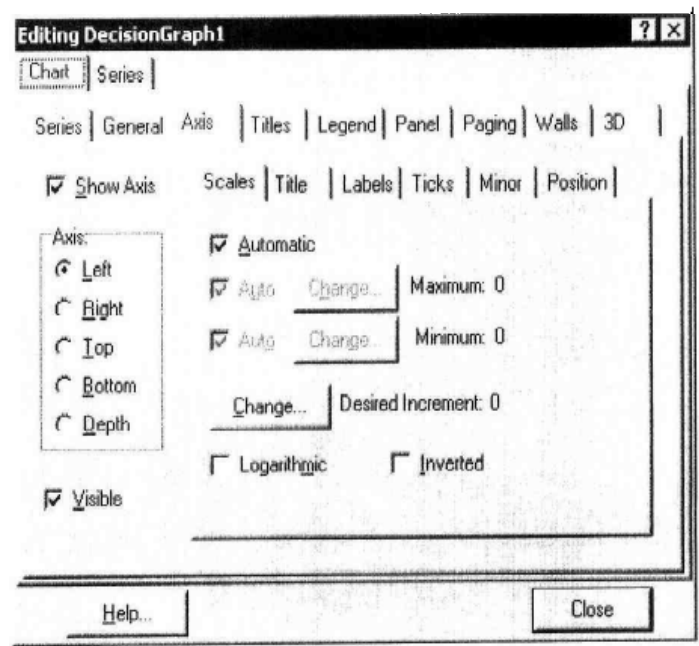 Editing DecisionGraph1 ? ×
Chart Series
Series General Axis Titles Legend Panel Paging Walls 3D
Show Axis Scales Title Labels Ticks Minor Position
Axis:
Automatic
Left
Auto Change... Maximum: 0
Right
Top
Auto Change... Minimum: 0
Bottom
Change... Desired Increment: 0
Depth
Logarithmic Inverted
Visible
Help... Close